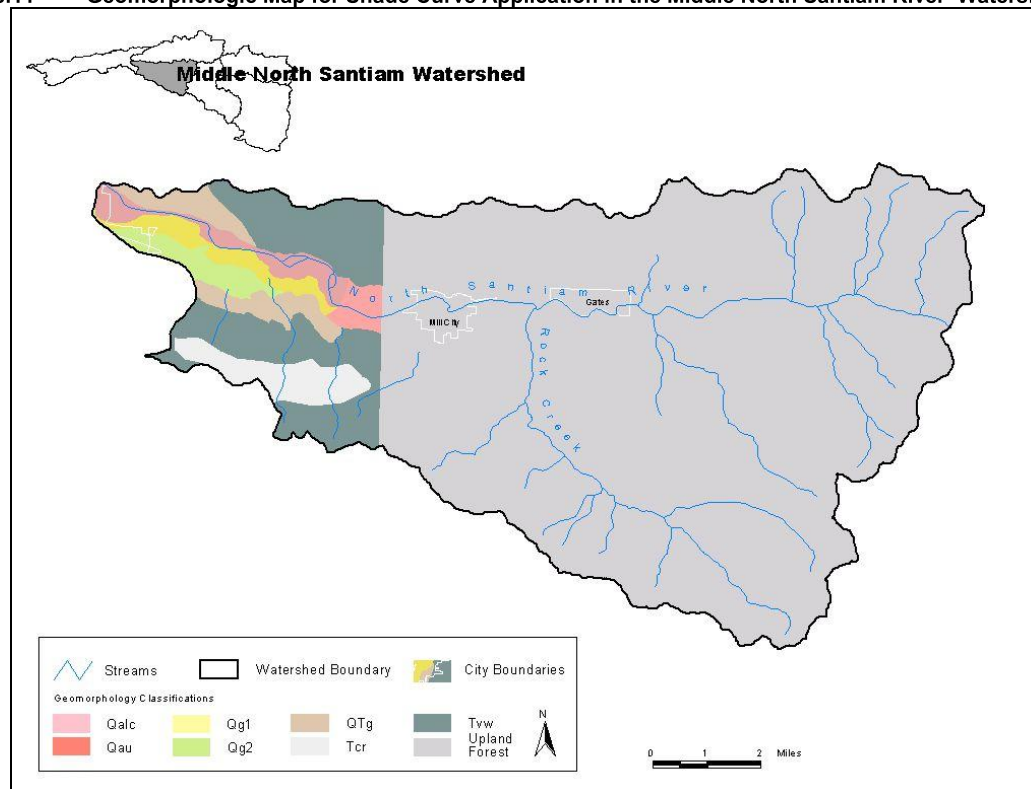 Geomorphologic Map for Shade Curve Application in the Middle North Santiam River
Middle North Santiam Watershed
North Santiam River
Gates
Mill City
Rock Creek
Streams
Watershed Boundary
City Boundaries
Geomorphology Classifications
Qalc
Qg1
QTg
Tvw
Qau
Qg2
Tcr
Upland
Forest
N
0 1 2 Miles